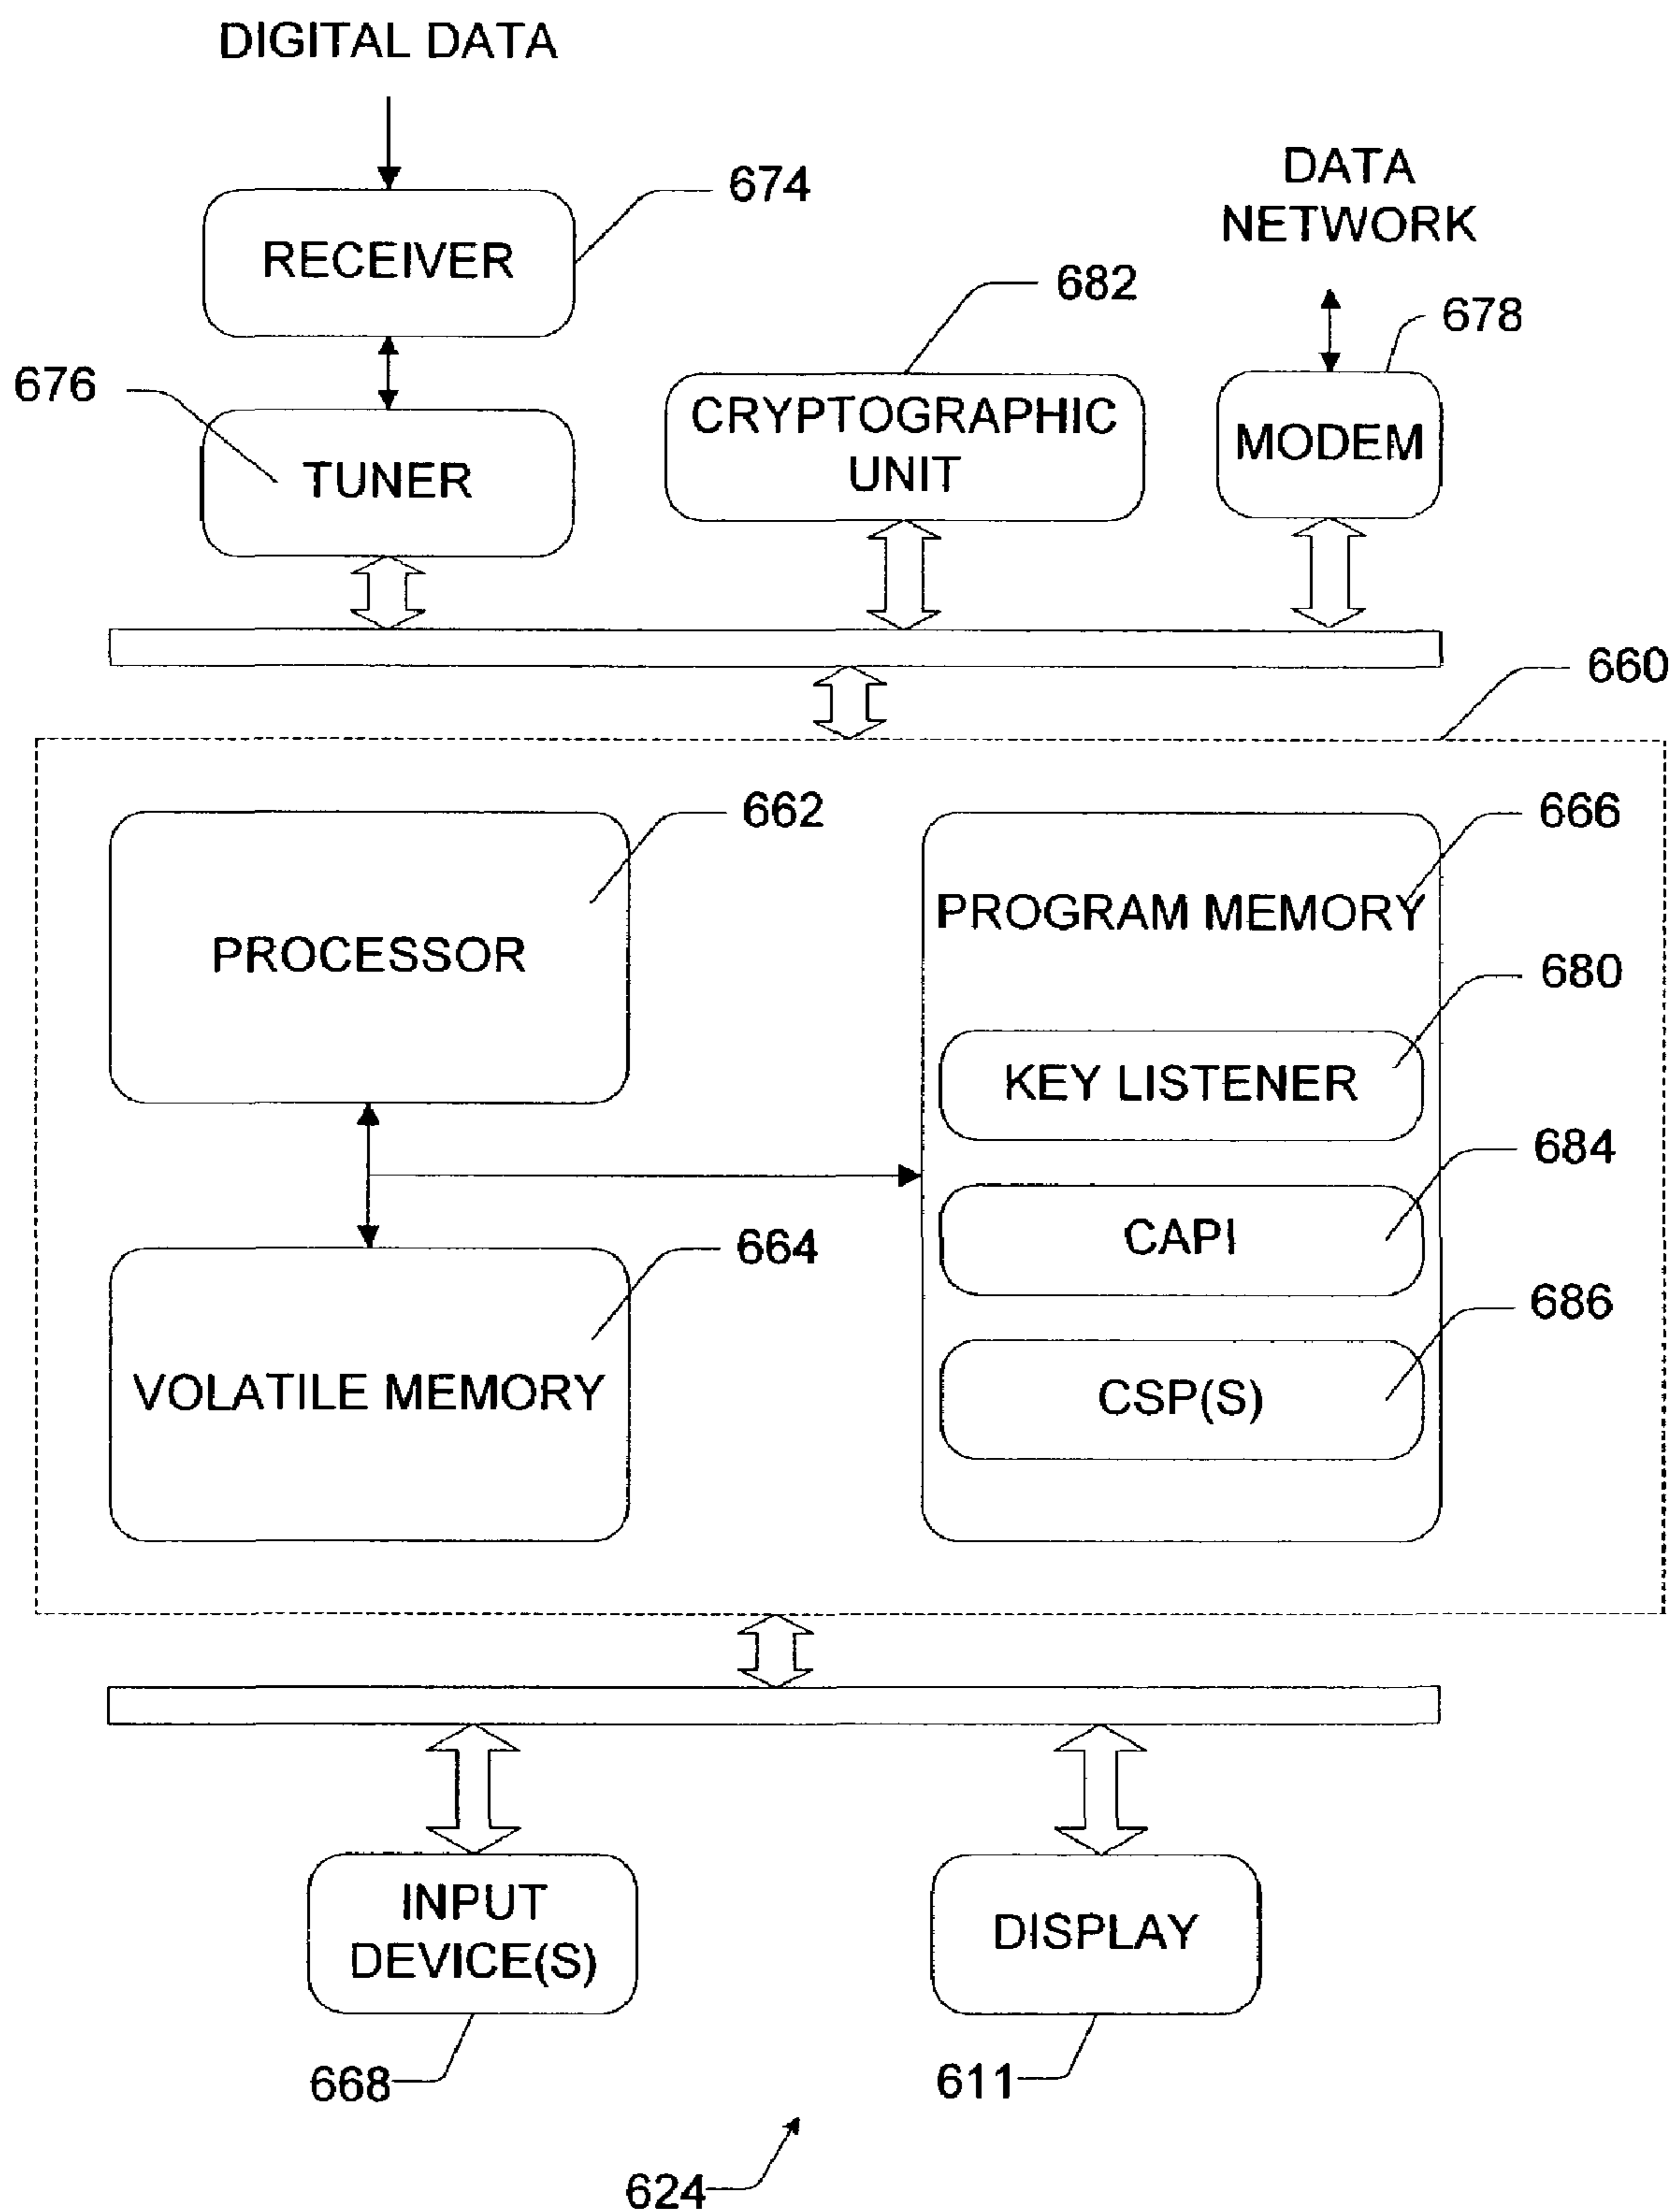 DIGITAL DATA
674
DATA
NETWORK
RECEIVER
682
678
676
CRYPTOGRAPHIC
UNIT
MODEM
TUNER
660
662
666
PROGRAM MEMORY
PROCESSOR
680
KEY LISTENER
684
CAPI
664
686
VOLATILE MEMORY
CSP(S)
INPUT
DEVICE(S)
DISPLAY
668
611
624